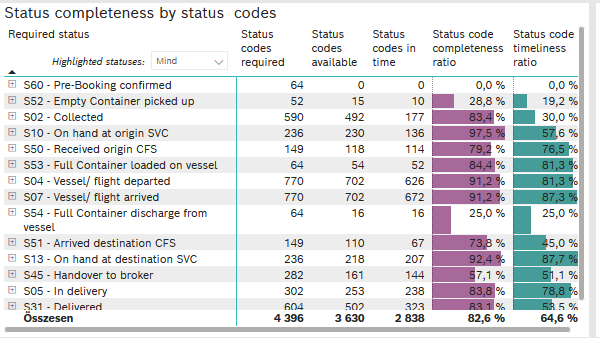 Status completeness by status codes
Required status
Highlighted statuses: Mind
Status codes required
Status codes available
Status codes in time
Status code completeness ratio
Status code timeliness ratio
S60 - Pre-Booking confirmed 64 0 0 0,0 % 0,0 %
S52 - Empty Container picked up 52 15 10 28,8 % 19,2 %
S02 - Collected 590 492 177 83,4 % 30,0 %
S10 - On hand at origin SVC 236 230 136 97,5 % 57,6 %
S50 - Received origin CFS 149 118 114 79,2 % 76,5 %
S53 - Full Container loaded on vessel 64 54 52 84,4 % 81,3 %
S04 - Vessel/ flight departed 770 702 626 91,2 % 81,3 %
S07 - Vessel/ flight arrived 770 702 672 91,2 % 87,3 %
S54 - Full Container discharge from vessel 64 16 16 25,0 % 25,0 %
S51 - Arrived destination CFS 149 110 67 73,8 % 45,0 %
S13 - On hand at destination SVC 236 218 207 92,4 % 87,7 %
S45 - Handover to broker 282 161 144 57,1 % 51,1 %
S05 - In delivery 302 253 238 83,8 % 78,8 %
S31 - Delivered 604 502 323 83,1 % 53,5 %
Összesen 4 396 3 630 2 838 82,6 % 64,6 %